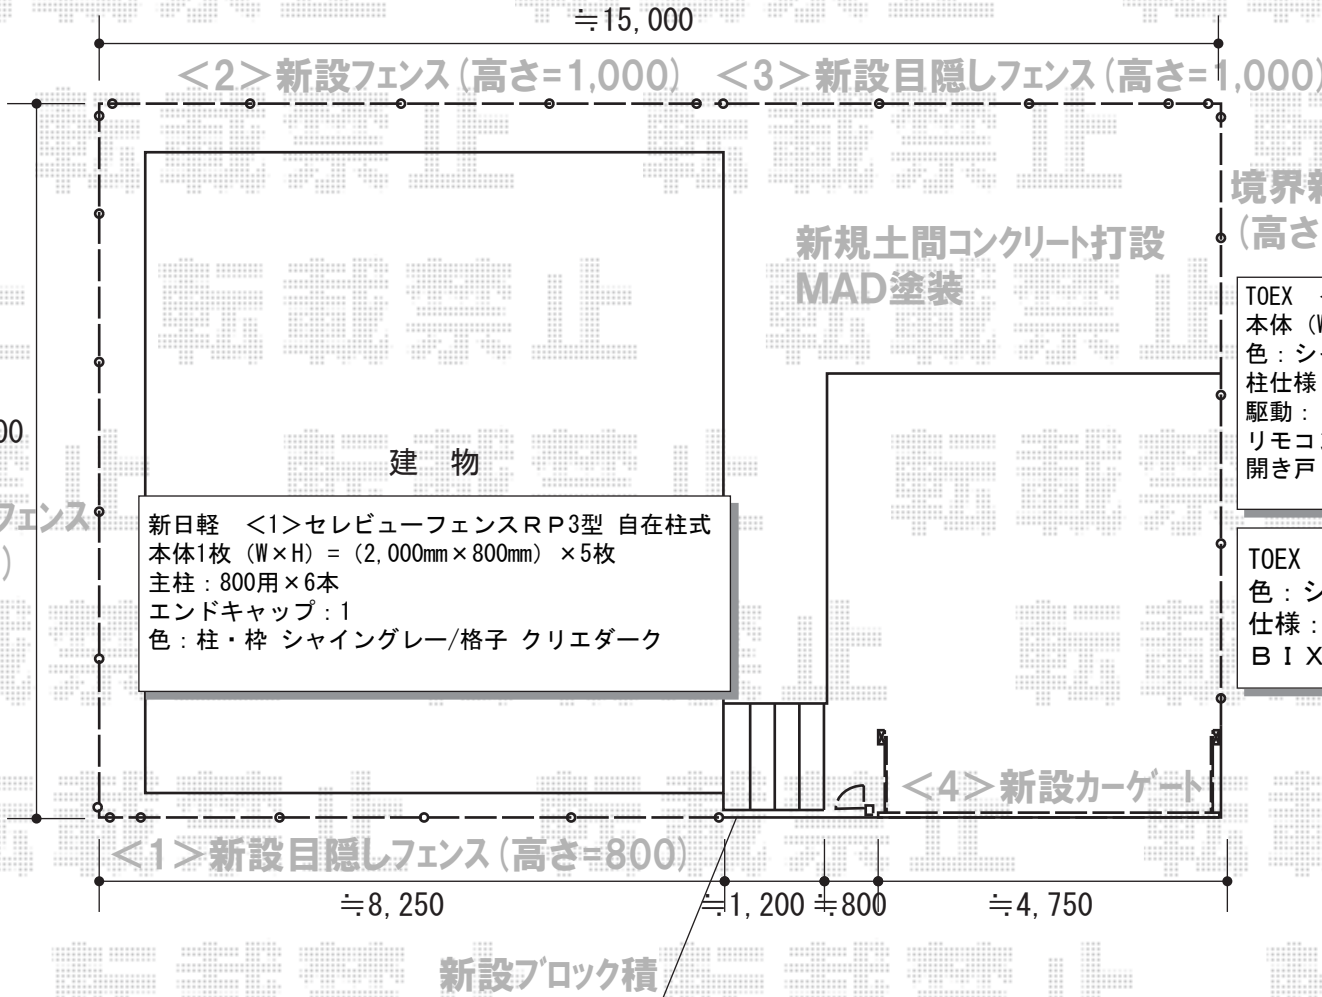 ≒15,000
＜2＞新設フェンス（高さ=1,000） ＜3＞新設目隠しフェンス（高さ=1,000）
転載禁止
境界
（高さ
新規土間コンクリート打設
MAD塗装
TOEX
本体（
色：シ
柱仕様
駆動：
リモコ
開き戸
00
建　物
フェンス
）
新日軽　＜1＞セレビューフェンスＲＰ3型 自在柱式
本体1枚（W×H）=（2,000mm×800mm）×5枚
主柱：800用×6本
エンドキャップ：1
色：柱・枠 シャイングレー/格子 クリエダーク
TOEX
色：シ
仕様：
ＢＩＸ
＜4＞新設カーゲート
＜1＞新設目隠しフェンス（高さ=800）
≒8,250 ≒1,200 ≒800 ≒4,750
新設ブロック積